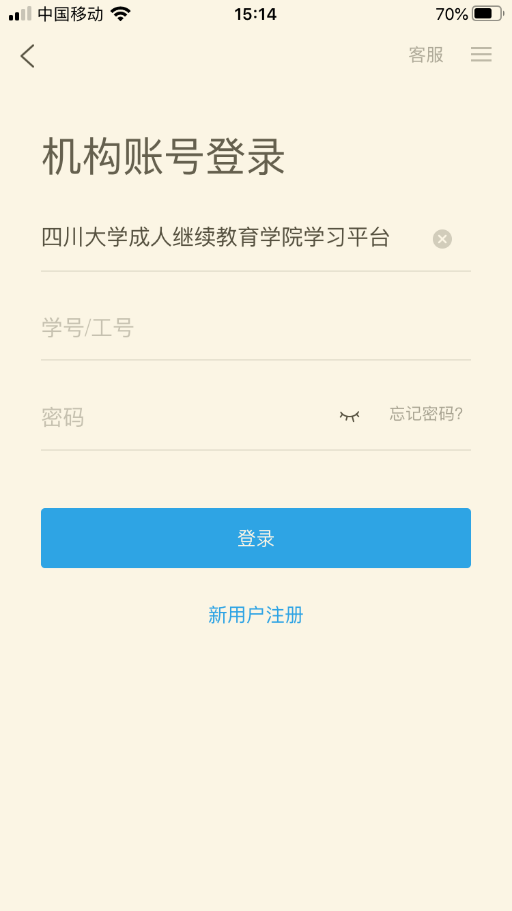 中国移动 15:14 70%
客服
机构账号登录
四川大学成人继续教育学院学习平台
学号/工号
密码 忘记密码?
登录
新用户注册